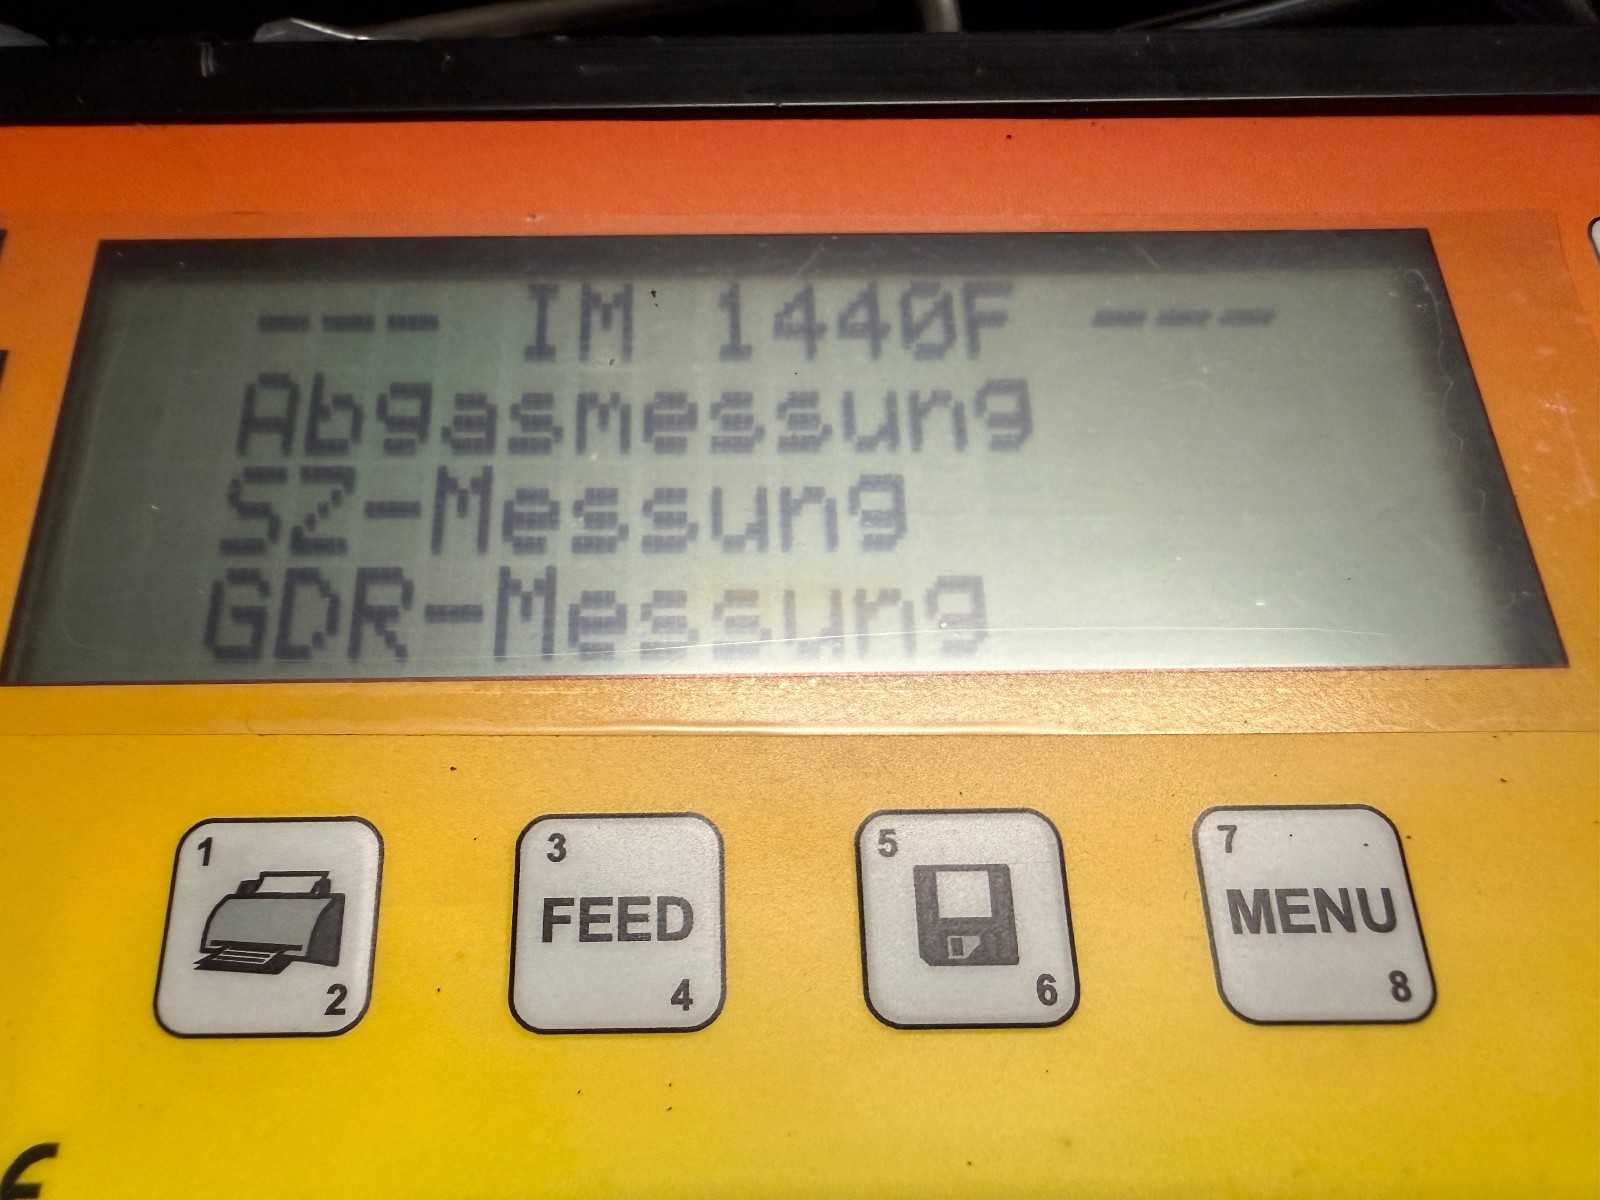 --- IM 1440F ---
Abgasmessung
SZ-Messung
GDR-Messung
1
2
3
FEED
4
5
6
7
MENU
8